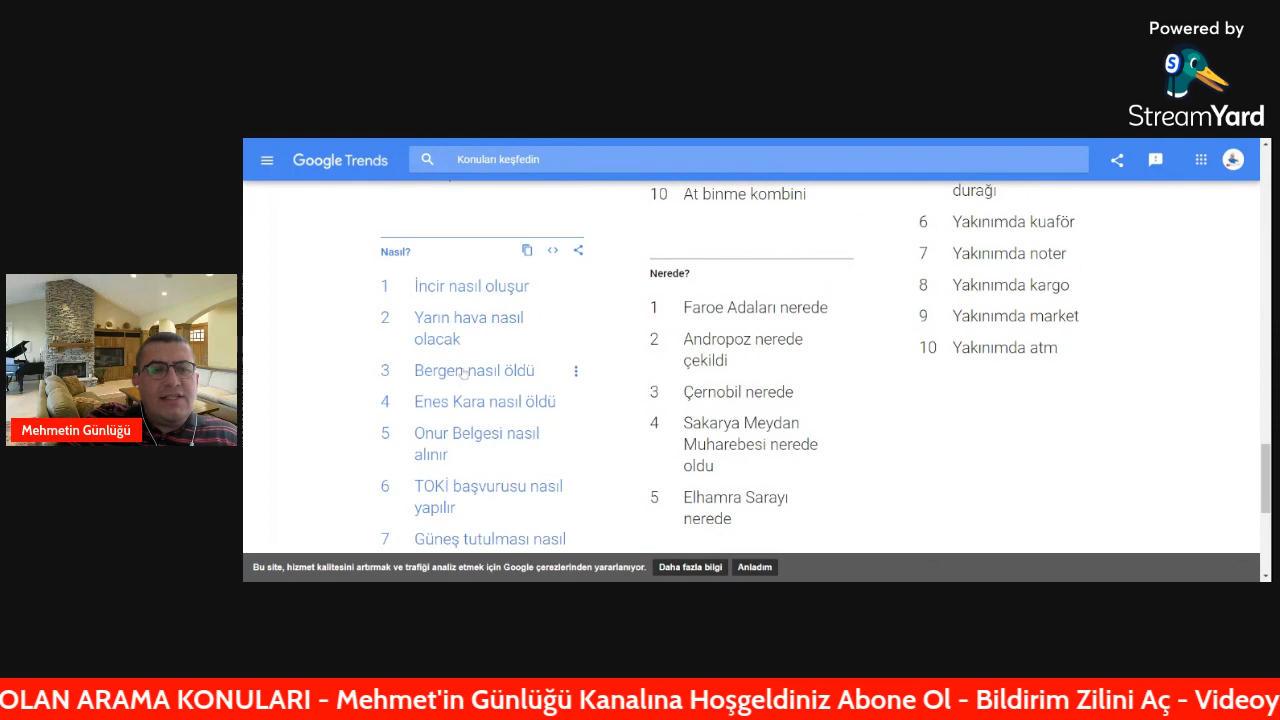 Powered by
StreamYard
Google Trends
Konuları keşfedin
10 At binme kombini
durağı
6 Yakınımda kuaför
7 Yakınımda noter
8 Yakınımda kargo
9 Yakınımda market
10 Yakınımda atm
Nasıl?
1 İncir nasıl oluşur
2 Yarın hava nasıl
olacak
3 Bergen nasıl öldü
4 Enes Kara nasıl öldü
5 Onur Belgesi nasıl
alınır
6 TOKİ başvurusu nasıl
yapılır
7 Güneş tutulması nasıl
Nerede?
1 Faroe Adaları nerede
2 Andropoz nerede
çekildi
3 Çernobil nerede
4 Sakarya Meydan
Muharebesi nerede
oldu
5 Elhamra Sarayı
nerede
Bu site, hizmet kalitesini artırmak ve trafiği analiz etmek için Google çerezlerinden yararlanıyor.
Daha fazla bilgi
Anladım
Mehmetin Günlüğü
OLAN ARAMA KONULARI - Mehmet'in Günlüğü Kanalına Hoşgeldiniz Abone Ol - Bildirim Zilini Aç - Videoy